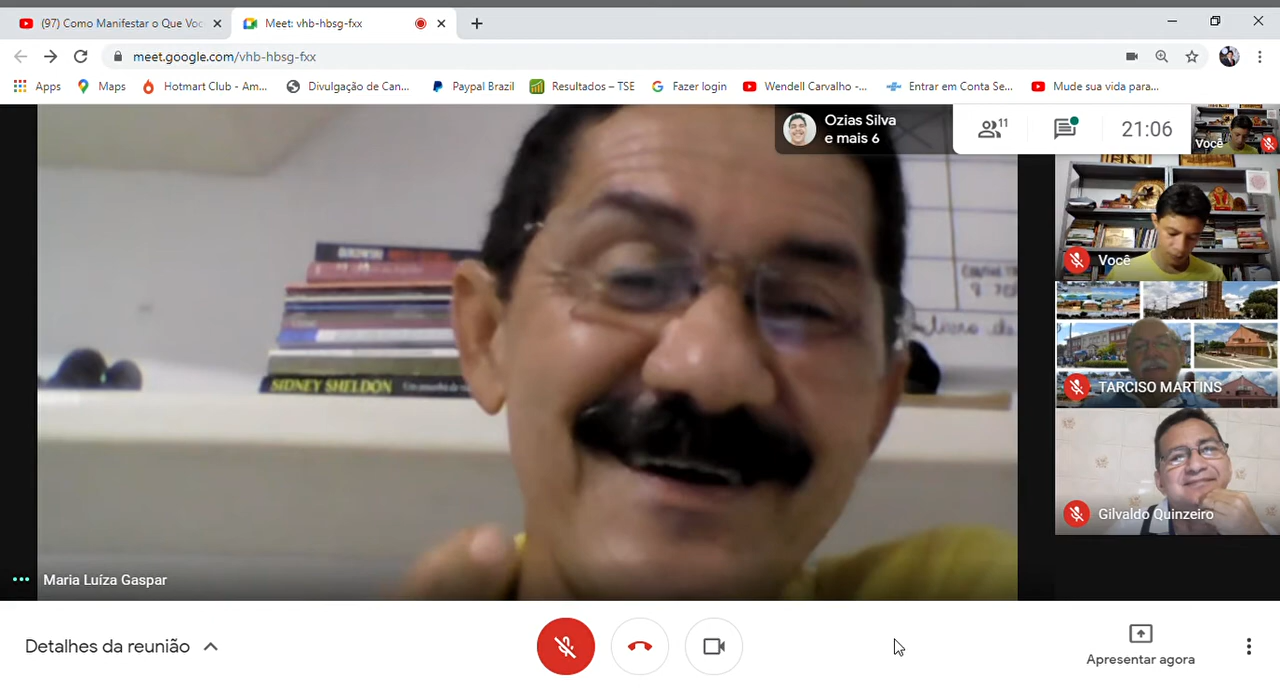 (97) Como Manifestar o Que Voc
Meet: vhb-hbsg-fxx
meet.google.com/vhb-hbsg-fxx
Apps
Maps
Hotmart Club - Am...
Divulgação de Can...
Paypal Brazil
Resultados – TSE
Fazer login
Wendell Carvalho -...
Entrar em Conta Se...
Mude sua vida para...
Ozias Silva
e mais 6
11
21:06
Você
Você
TARCISO MARTINS
Gilvaldo Quinzeiro
SIDNEY SHELDON
Maria Luíza Gaspar
Detalhes da reunião
Apresentar agora